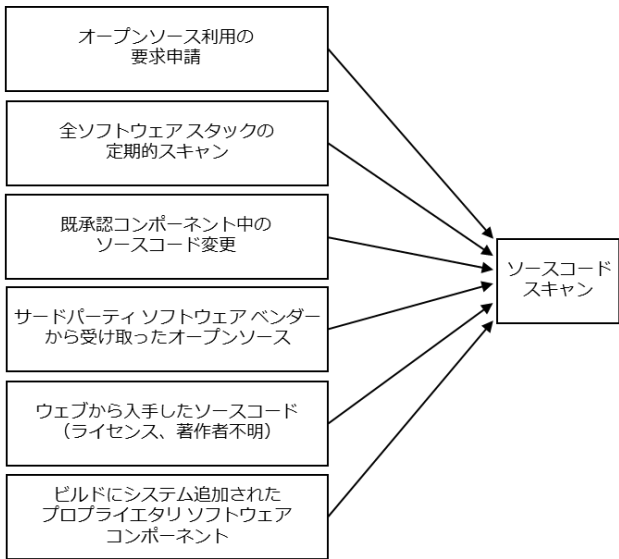 オープンソース利用の
要求申請
全ソフトウェア スタックの
定期的スキャン
既承認コンポーネント中の
ソースコード変更
サードパーティ ソフトウェア ベンダー
から受け取ったオープンソース
ウェブから入手したソースコード
（ライセンス、著作者不明）
ビルドにシステム追加された
プロプライエタリ ソフトウェア
コンポーネント
ソースコード
スキャン